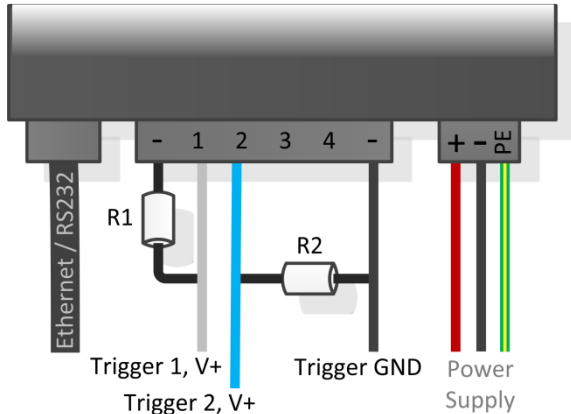 - 1 2 3 4 - + - PE
Ethernet / RS232
R1
R2
Trigger 1, V+
Trigger GND
Power
Supply
Trigger 2, V+